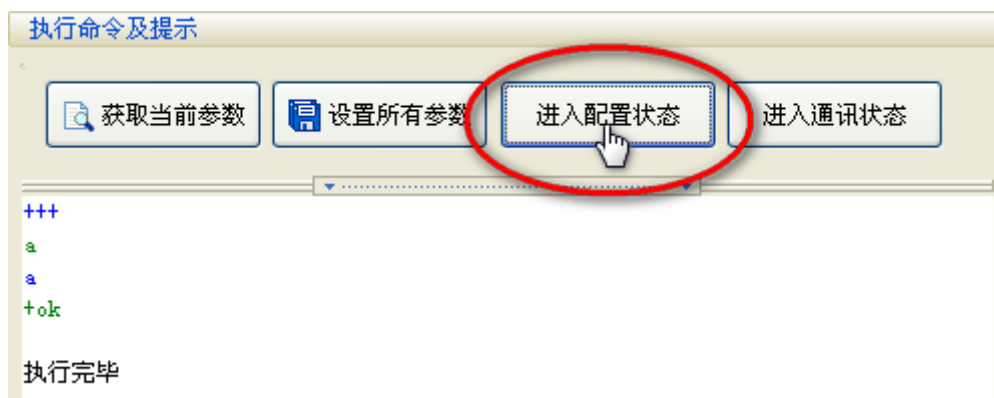 执行命令及提示
获取当前参数 设置所有参数 进入配置状态 进入通讯状态
+++
a
a
+ok
执行完毕